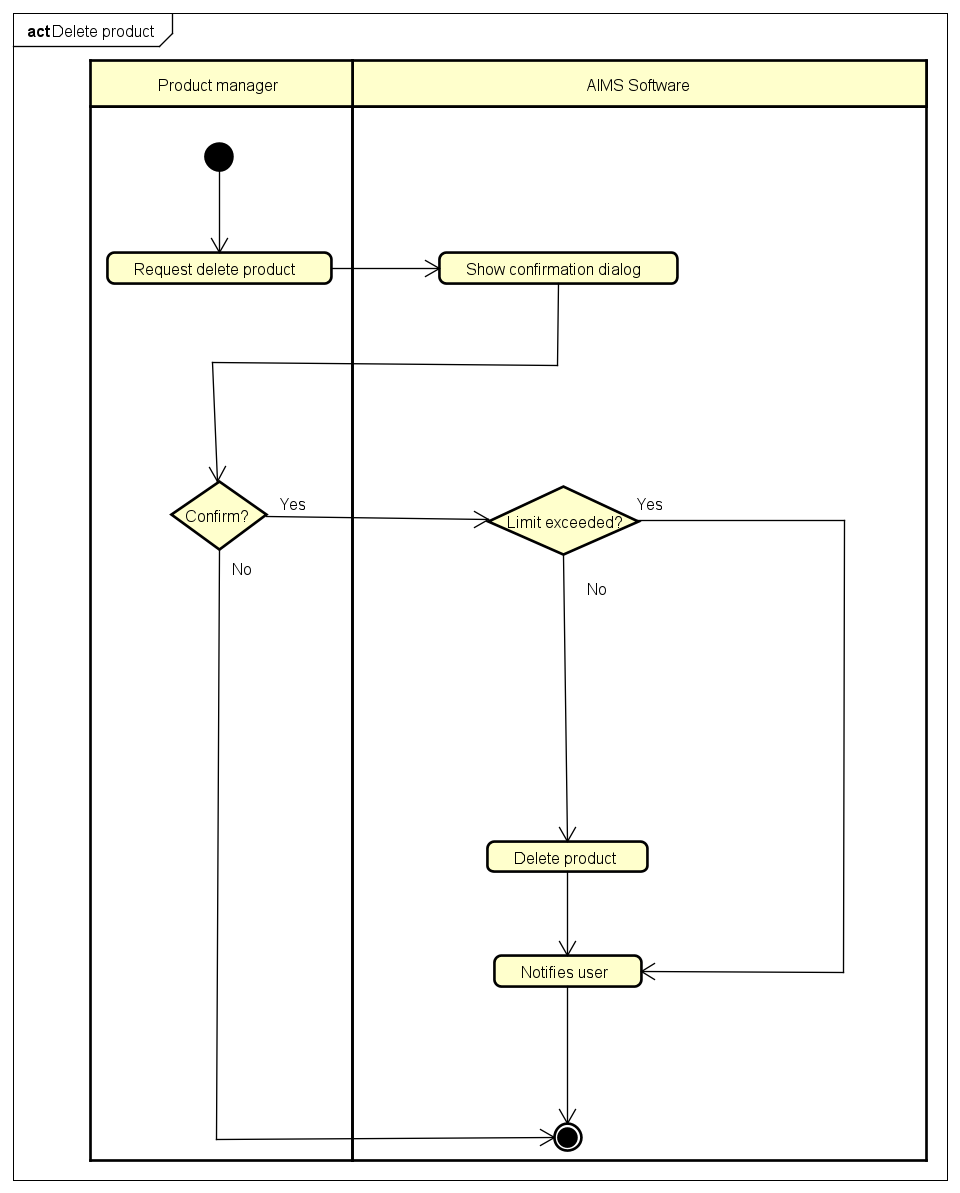 act Delete product
Product manager
AIMS Software
Request delete product
Show confirmation dialog
Confirm?
Yes
Limit exceeded?
Yes
No
No
Delete product
Notifies user